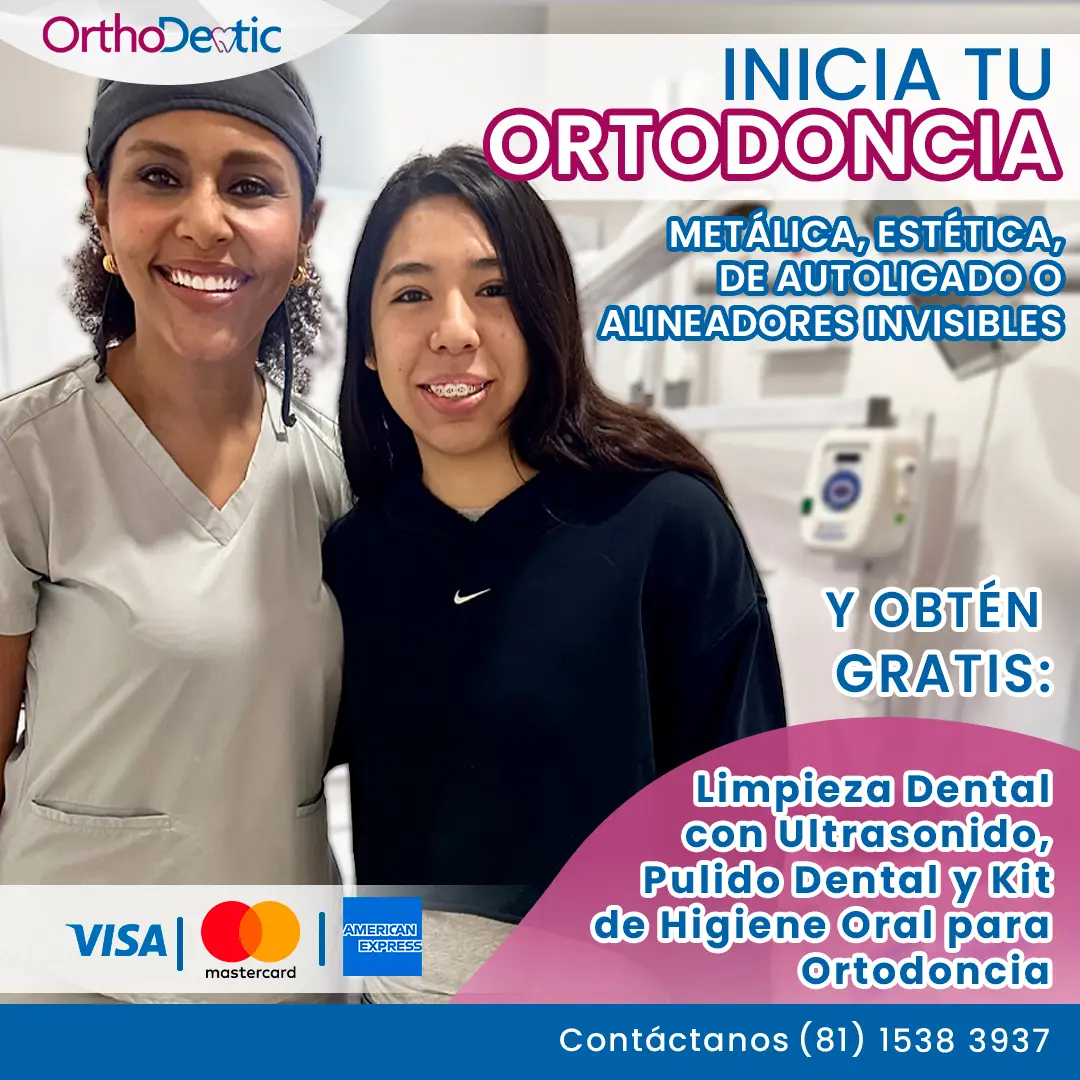 OrthoDentic
INICIA TU
ORTODONCIA
METÁLICA, ESTÉTICA,
DE AUTOLIGADO O
ALINEADORES INVISIBLES
Y OBTÉN
GRATIS:
Limpieza Dental
con Ultrasonido,
Pulido Dental y Kit
de Higiene Oral para
Ortodoncia
VISA
mastercard
AMERICAN
EXPRESS
Contáctanos (81) 1538 3937